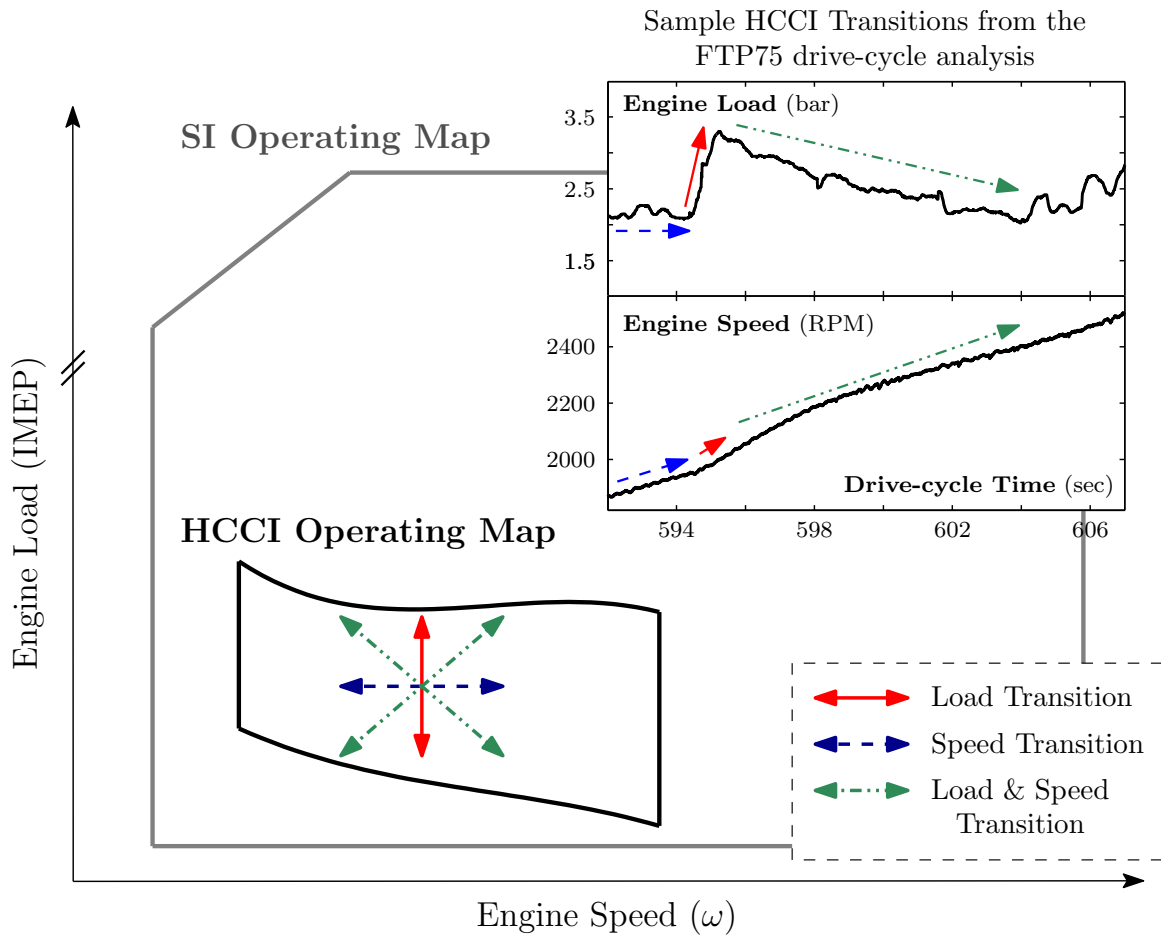 Sample HCCI Transitions from the
FTP75 drive-cycle analysis
Engine Load (bar)
3.5
2.5
1.5
Engine Speed (RPM)
2400
2200
2000
Drive-cycle Time (sec)
594 598 602 606
SI Operating Map
HCCI Operating Map
Engine Load (IMEP)
Load Transition
Speed Transition
Load & Speed
Transition
Engine Speed (ω)